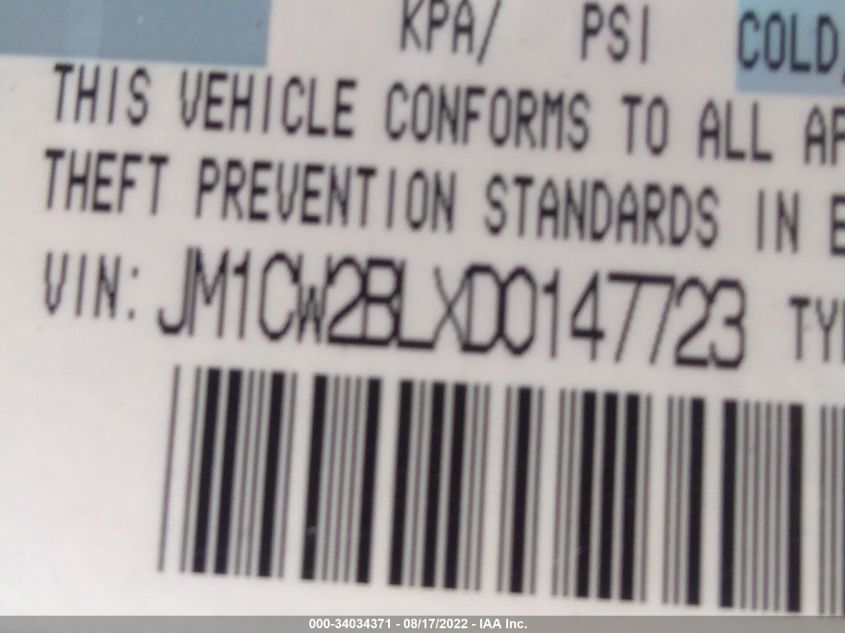 KPA/ PSI COLD,
THIS VEHICLE CONFORMS TO ALL AP
THEFT PREVENTION STANDARDS IN E
VIN: JM1CW2BLXD0147723 TYP
000-34034371 - 08/17/2022 - IAA Inc.